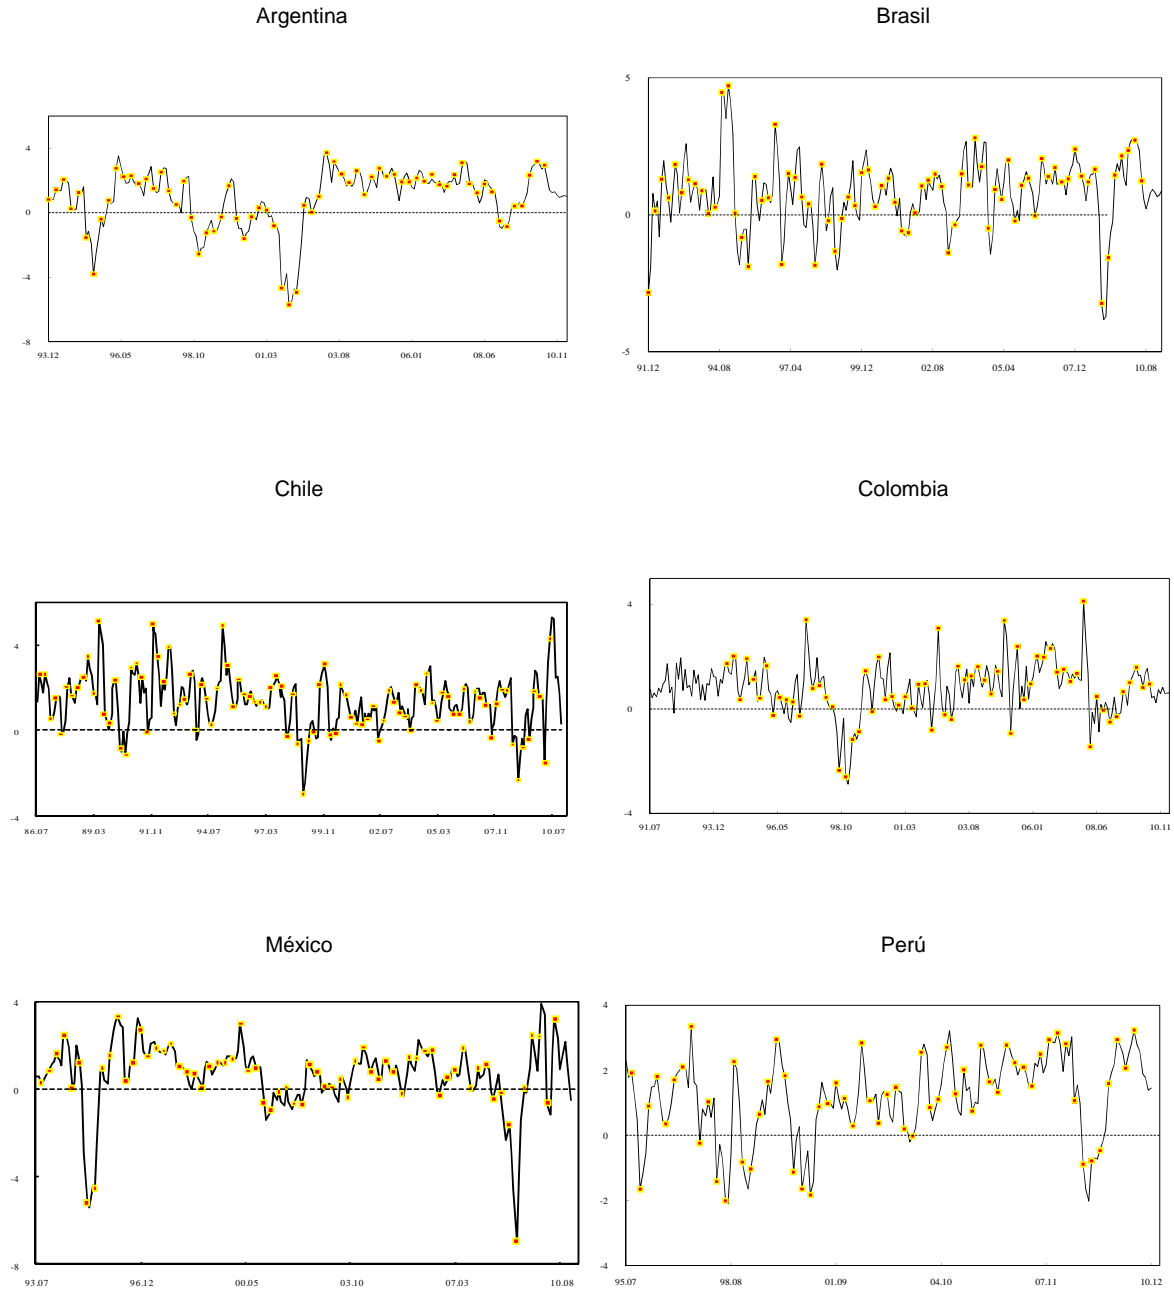 Argentina
4
0
-4
-8
93.12 96.05 98.10 01.03 03.08 06.01 08.06 10.11
Brasil
5
0
-5
91.12 94.08 97.04 99.12 02.08 05.04 07.12 10.08
Chile
4
0
-4
86.07 89.03 91.11 94.07 97.03 99.11 02.07 05.03 07.11 10.07
Colombia
4
0
-4
91.07 93.12 96.05 98.10 01.03 03.08 06.01 08.06 10.11
México
4
0
-4
-8
93.07 96.12 00.05 03.10 07.03 10.08
Perú
4
2
0
-2
-4
95.07 98.08 01.09 04.10 07.11 10.12